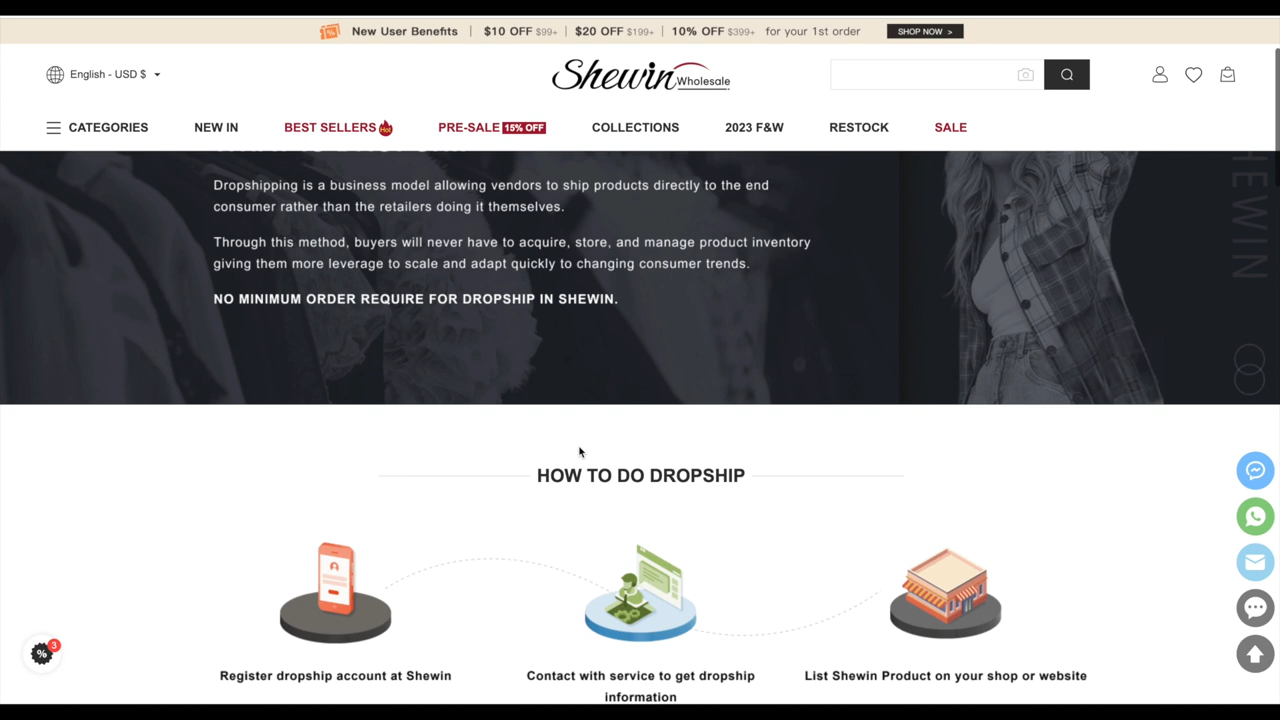 New User Benefits | $10 OFF $99+ | $20 OFF $199+ | 10% OFF $399+ for your 1st order SHOP NOW >
English - USD $
Shewin Wholesale
CATEGORIES NEW IN BEST SELLERS Hot PRE-SALE 15% OFF COLLECTIONS 2023 F&W RESTOCK SALE
Dropshipping is a business model allowing vendors to ship products directly to the end
consumer rather than the retailers doing it themselves.
Through this method, buyers will never have to acquire, store, and manage product inventory
giving them more leverage to scale and adapt quickly to changing consumer trends.
NO MINIMUM ORDER REQUIRE FOR DROPSHIP IN SHEWIN.
HEWIN
HOW TO DO DROPSHIP
% 3
Register dropship account at Shewin
Contact with service to get dropship
information
List Shewin Product on your shop or website